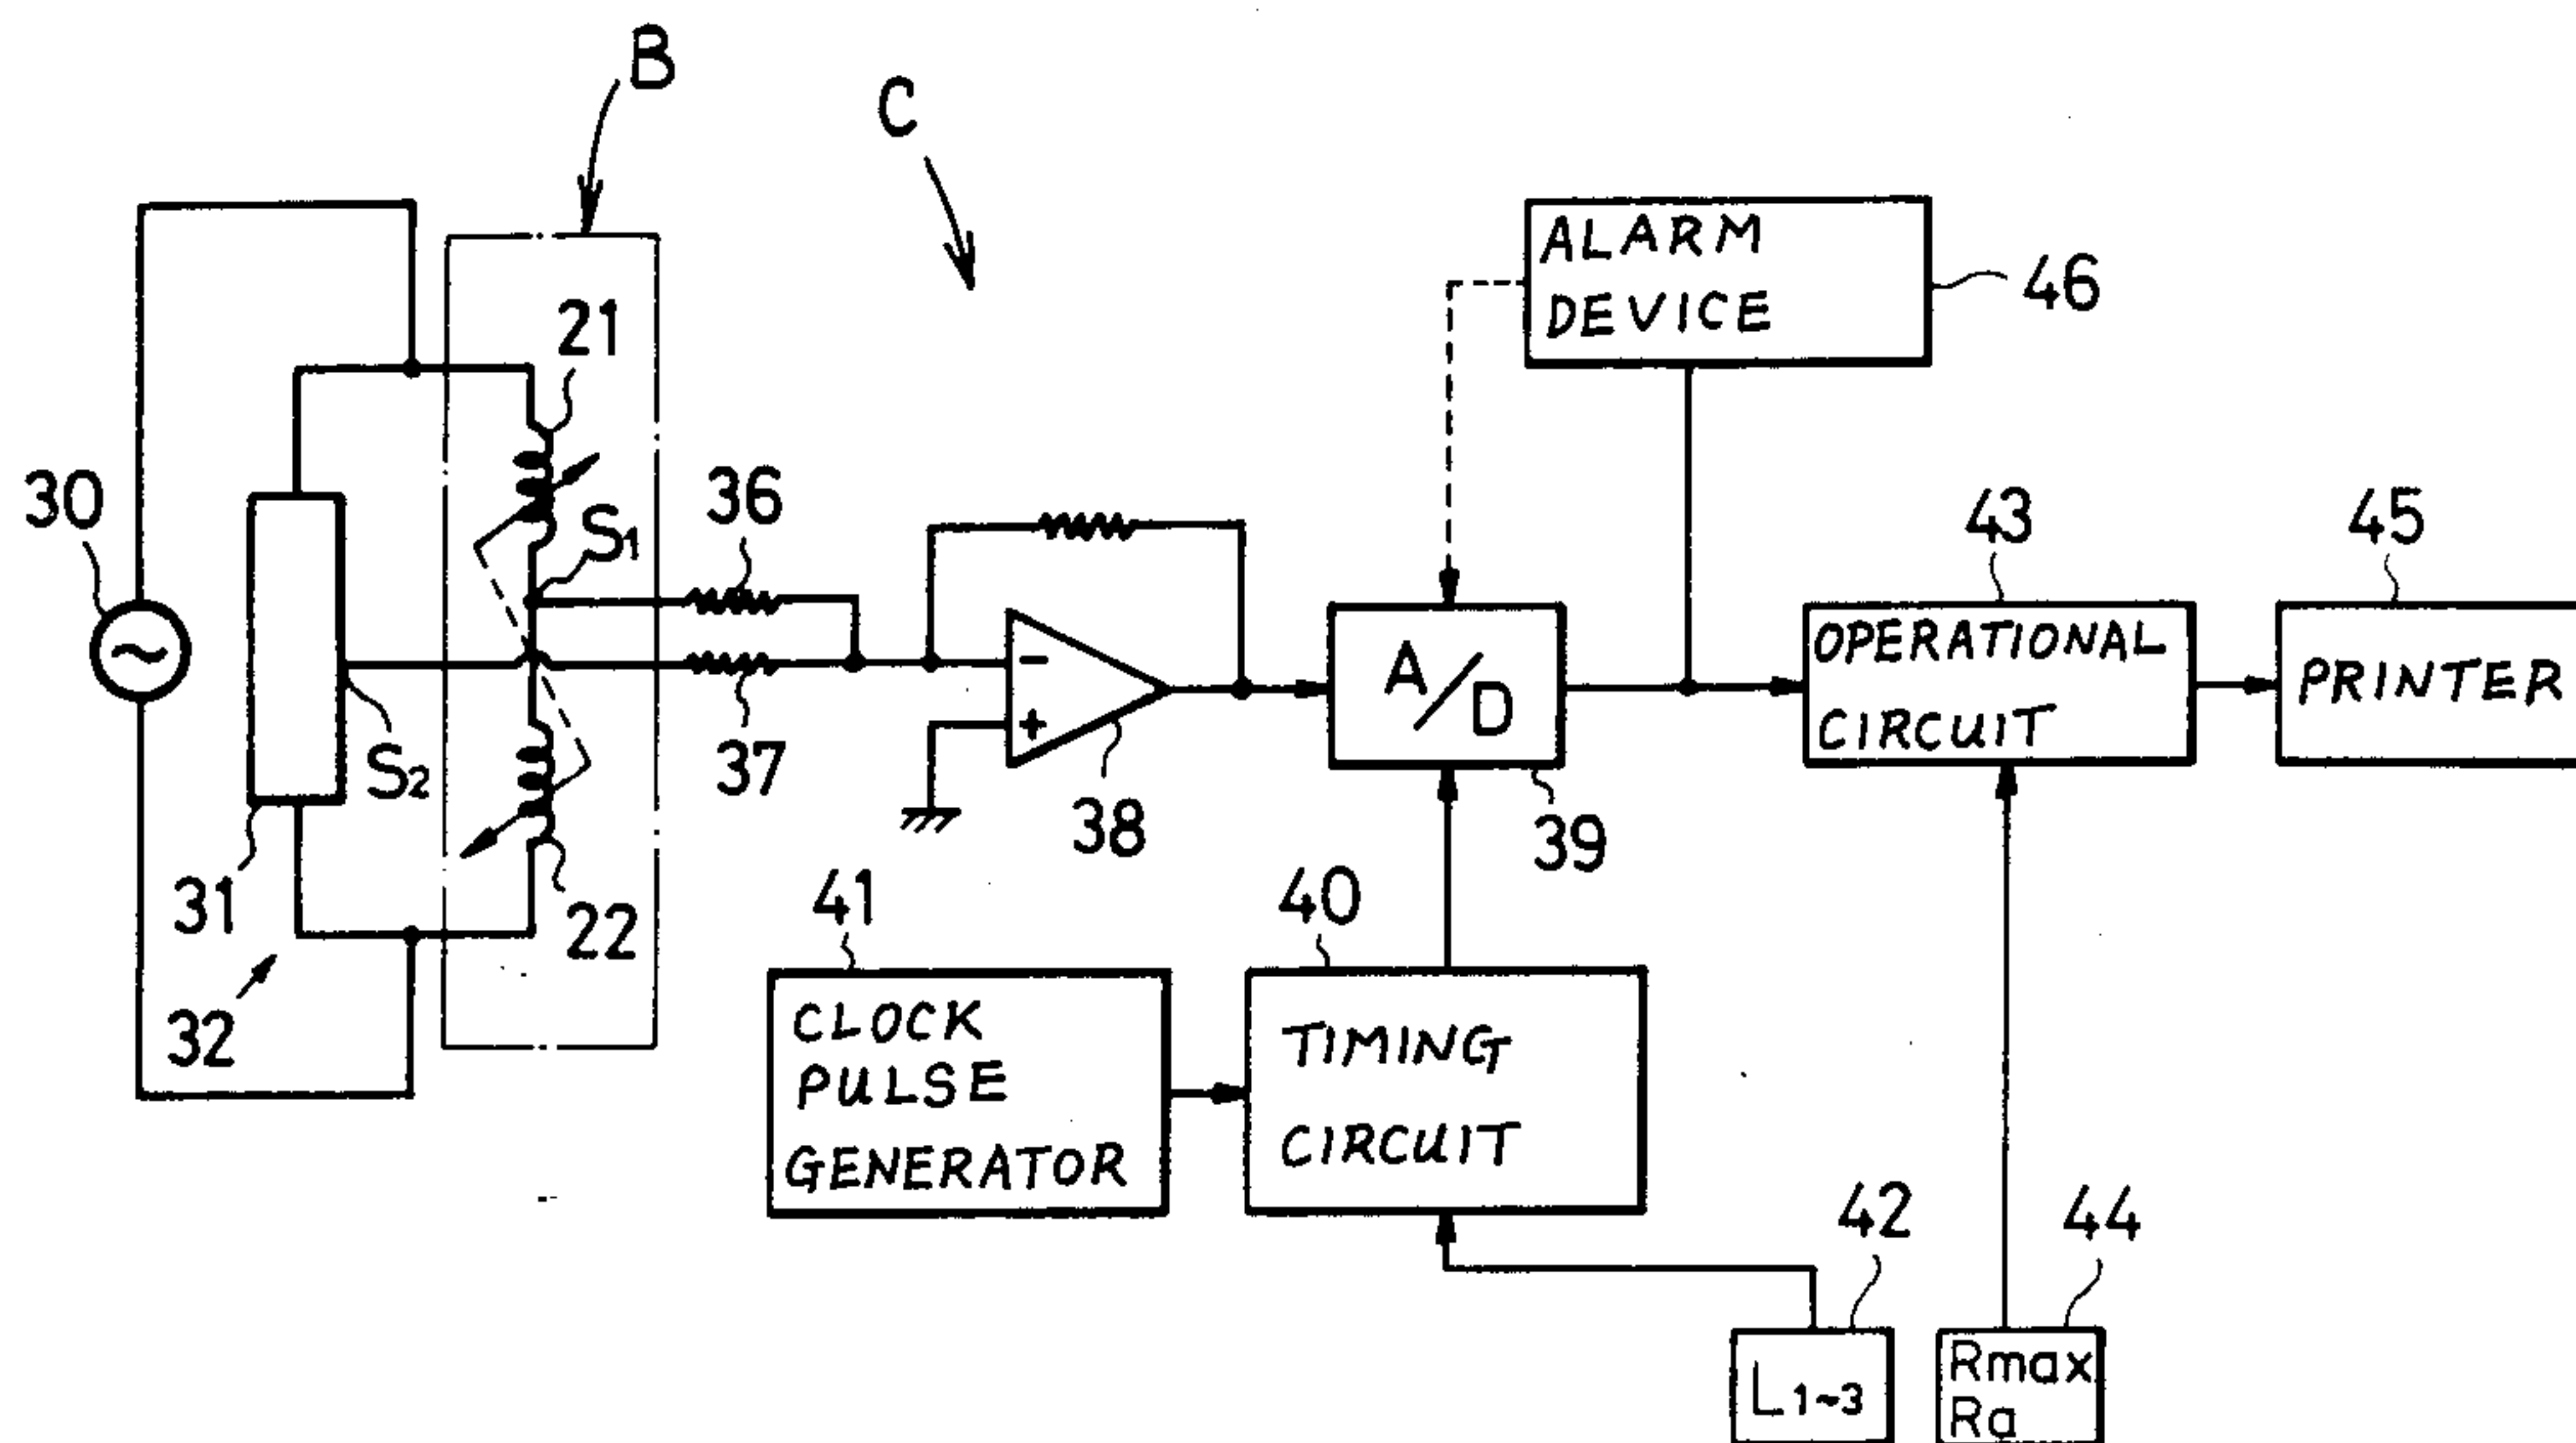 B
C
ALARM
DEVICE
46
21
30
36
S1
43
45
A/D
OPERATIONAL
CIRCUIT
PRINTER
-
+
37
S2
38
39
31
22
41
40
32
CLOCK
PULSE
GENERATOR
TIMING
CIRCUIT
42
44
L1~3
Rmax
Ra